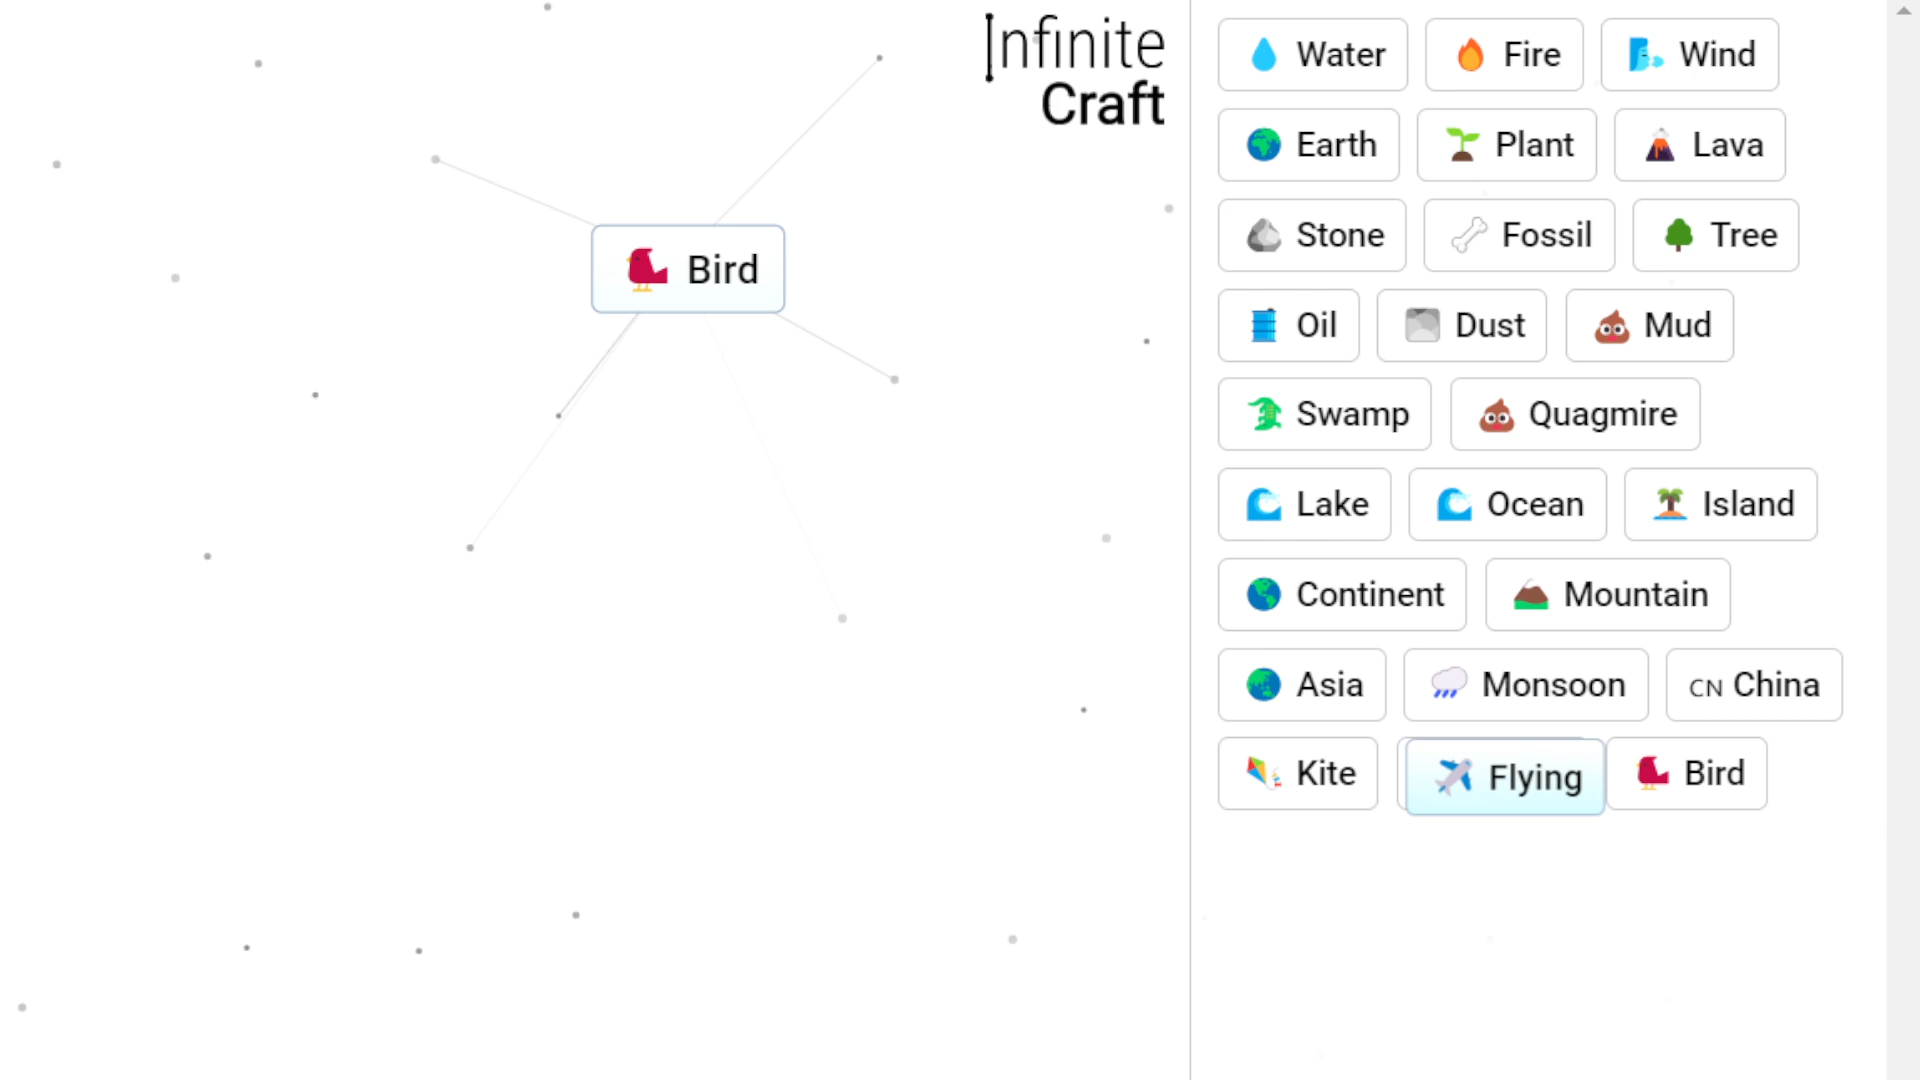 Infinite
Craft
Bird
Water Fire Wind
Earth Plant Lava
Stone Fossil Tree
Oil Dust Mud
Swamp Quagmire
Lake Ocean Island
Continent Mountain
Asia Monsoon CN China
Kite Flying Bird